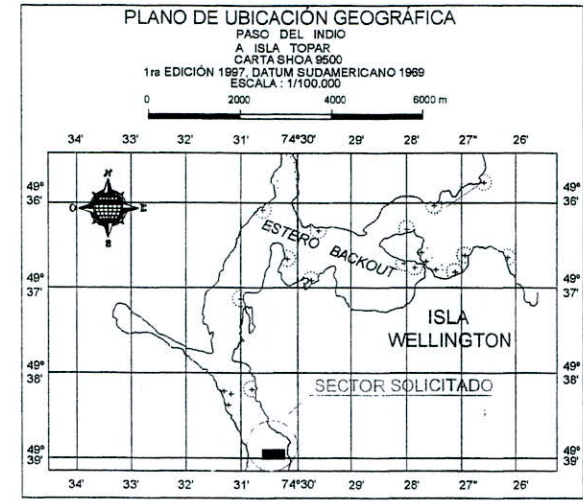 PLANO DE UBICACIÓN GEOGRÁFICA
PASO DEL INDIO
A ISLA TOPAR
CARTA SHOA 9500
1ra EDICIÓN 1997, DATUM SUDAMERICANO 1969
ESCALA : 1/100.000
0 2000 4000 6000 m
34' 33' 32' 31' 74°30' 29' 28' 27" 26'
49° 36' 49° 36'
N
O E
S
ESTERO BACKOUT
49° 37' 49° 37'
ISLA
WELLINGTON
49° 38' 49° 38'
SECTOR SOLICITADO
49° 39' 49° 39'
34' 33' 32' 31' 74°30' 29' 28' 27" 26'